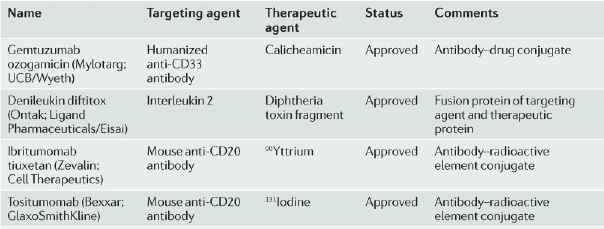 Name Targeting agent Therapeutic agent Status Comments
Gemtuzumab ozogamicin (Mylotarg; UCB/Wyeth) Humanized anti-CD33 antibody Calicheamicin Approved Antibody–drug conjugate
Denileukin diftitox (Ontak; Ligand Pharmaceuticals/Eisai) Interleukin 2 Diphtheria toxin fragment Approved Fusion protein of targeting agent and therapeutic protein
Ibritumomab tiuxetan (Zevalin; Cell Therapeutics) Mouse anti-CD20 antibody ⁹⁰Yttrium Approved Antibody–radioactive element conjugate
Tositumomab (Bexxar; GlaxoSmithKline) Mouse anti-CD20 antibody ¹³¹Iodine Approved Antibody–radioactive element conjugate